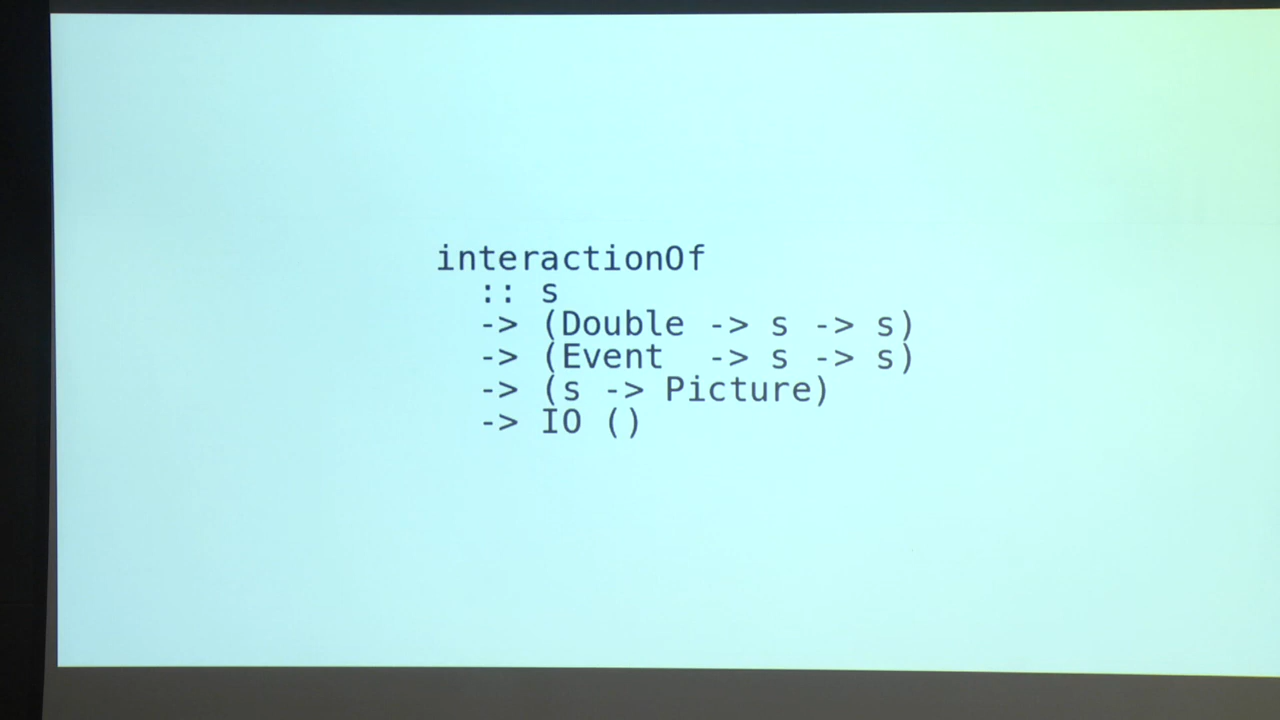 interactionOf
:: s
-> (Double -> s -> s)
-> (Event -> s -> s)
-> (s -> Picture)
-> IO ()